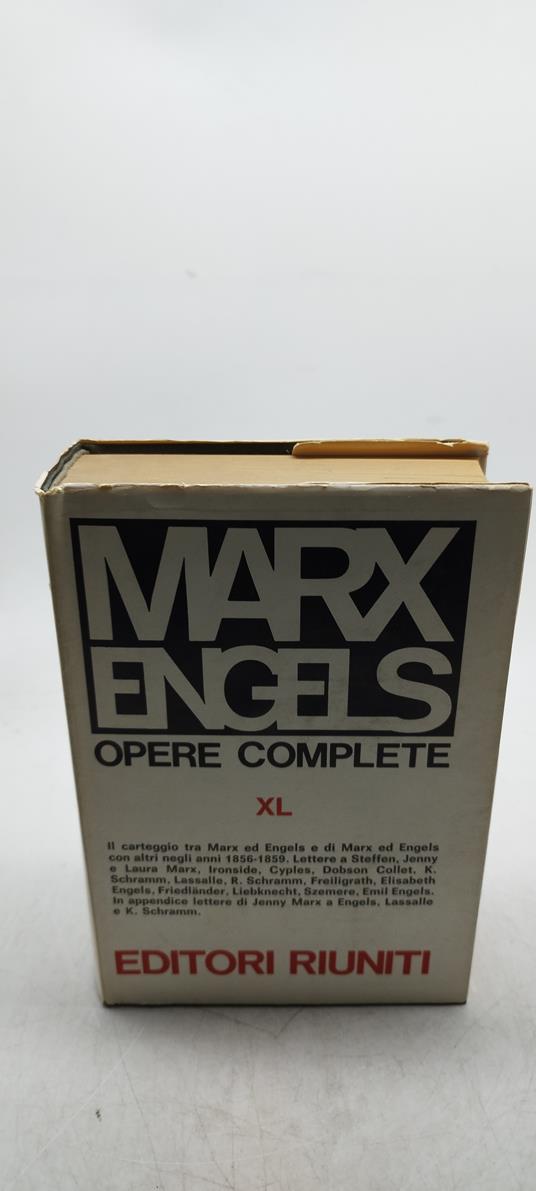 MARX
ENGELS
OPERE COMPLETE
XL
Il carteggio tra Marx ed Engels e di Marx ed Engels
con altri negli anni 1856-1859. Lettere a Steffen, Jenny
e Laura Marx, Ironside, Cyples, Dobson Collet, K.
Schramm, Lassalle, R. Schramm, Freiligrath, Elisabeth
Engels, Friedländer, Liebknecht, Szemere, Emil Engels.
In appendice lettere di Jenny Marx a Engels, Lassalle
e K. Schramm.
EDITORI RIUNITI